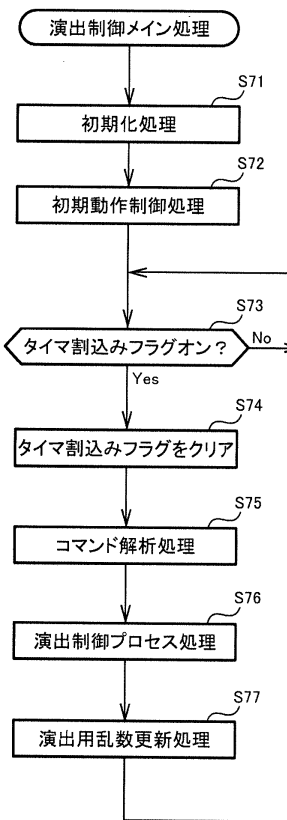 演出制御メイン処理
S71
初期化処理
S72
初期動作制御処理
S73
タイマ割込みフラグオン?
No
Yes
S74
タイマ割込みフラグをクリア
S75
コマンド解析処理
S76
演出制御プロセス処理
S77
演出用乱数更新処理